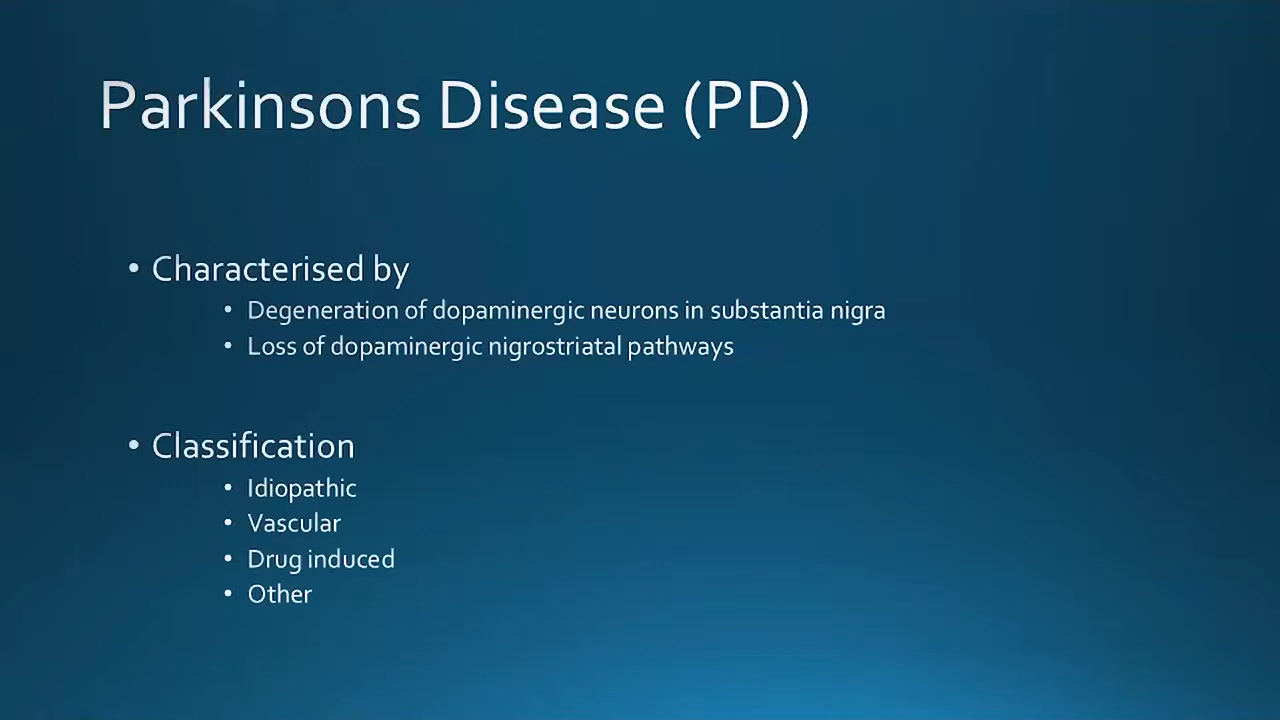 Parkinsons Disease (PD)
• Characterised by
• Degeneration of dopaminergic neurons in substantia nigra
• Loss of dopaminergic nigrostriatal pathways
• Classification
• Idiopathic
• Vascular
• Drug induced
• Other